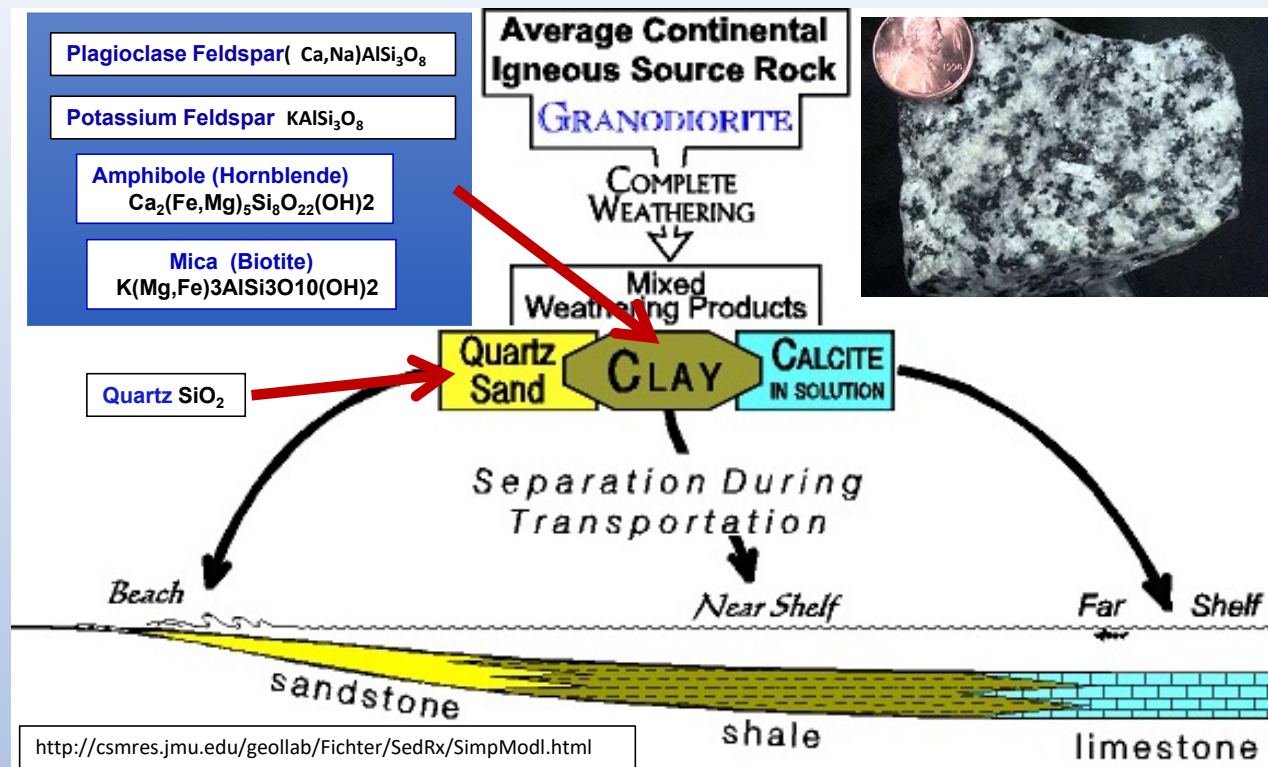 Plagioclase Feldspar( Ca,Na)AlSi₃O₈
Potassium Feldspar KAlSi₃O₈
Amphibole (Hornblende)
Ca₂(Fe,Mg)₅Si₈O₂₂(OH)2
Mica (Biotite)
K(Mg,Fe)3AlSi3O10(OH)2
Quartz SiO₂
Average Continental
Igneous Source Rock
GRANODIORITE
COMPLETE
WEATHERING
Mixed
Weathering Products
Quartz
Sand
CLAY
CALCITE
IN SOLUTION
Separation During
Transportation
Beach
Near Shelf
Far Shelf
sandstone
shale
limestone
http://csmres.jmu.edu/geollab/Fichter/SedRx/SimpModl.html